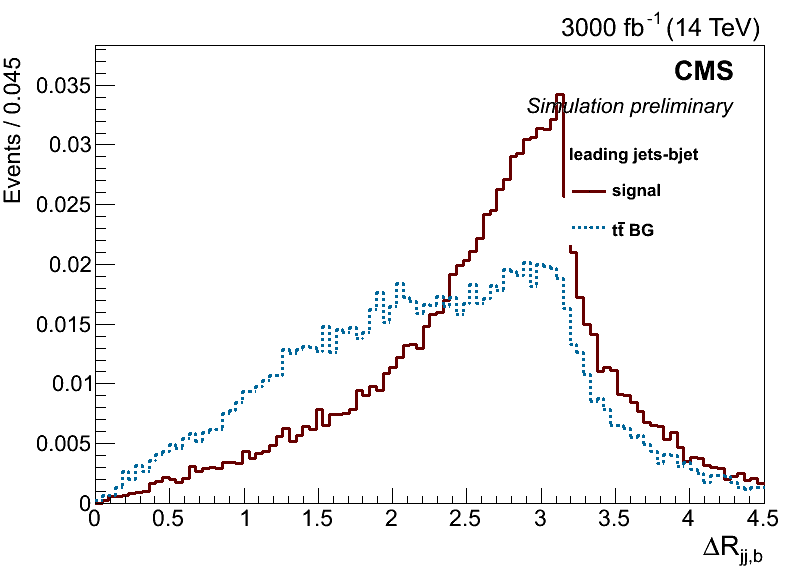 3000 fb⁻¹ (14 TeV)
CMS
Simulation preliminary
leading jets-bjet
signal
tt̄ BG
Events / 0.045
0.035
0.03
0.025
0.02
0.015
0.01
0.005
0
0 0.5 1 1.5 2 2.5 3 3.5 4 4.5
ΔR_jj,b